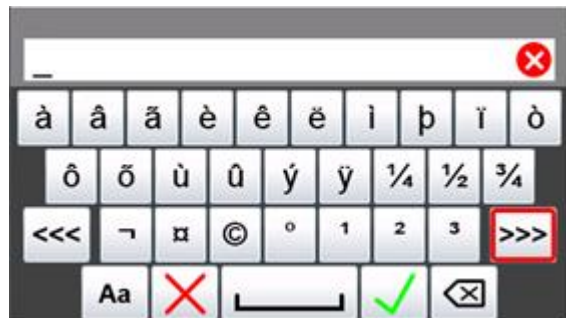 _
à â ã è ê ë ì þ ï ò
ô õ ù û ý ÿ ¼ ½ ¾
<<< ¬ ¤ © º ¹ ² ³ >>>
Aa